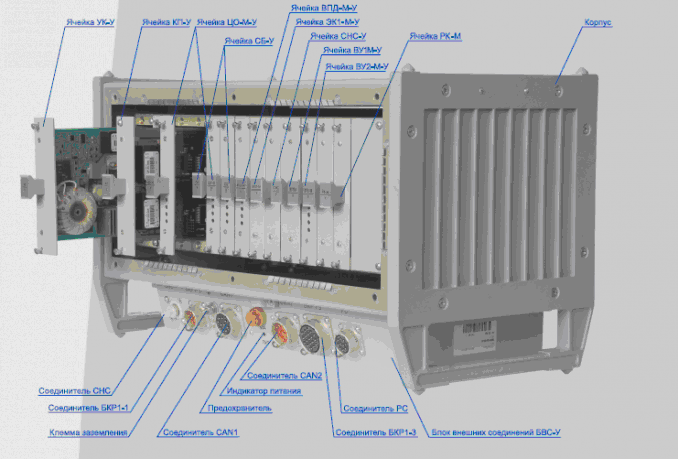 Ячейка УК-У
Ячейка КП-У
Ячейка ЦО-М-У
Ячейка СБ-У
Ячейка ВПД-М-У
Ячейка ЭК1-М-У
Ячейка СНС-У
Ячейка ВУ1М-У
Ячейка ВУ2-М-У
Ячейка РК-М
Корпус
Соединитель СНС
Соединитель БКР1-1
Клемма заземления
Соединитель CAN1
Предохранитель
Индикатор питания
Соединитель CAN2
Соединитель РС
Соединитель БКР1-3
Блок внешних соединений БВС-У